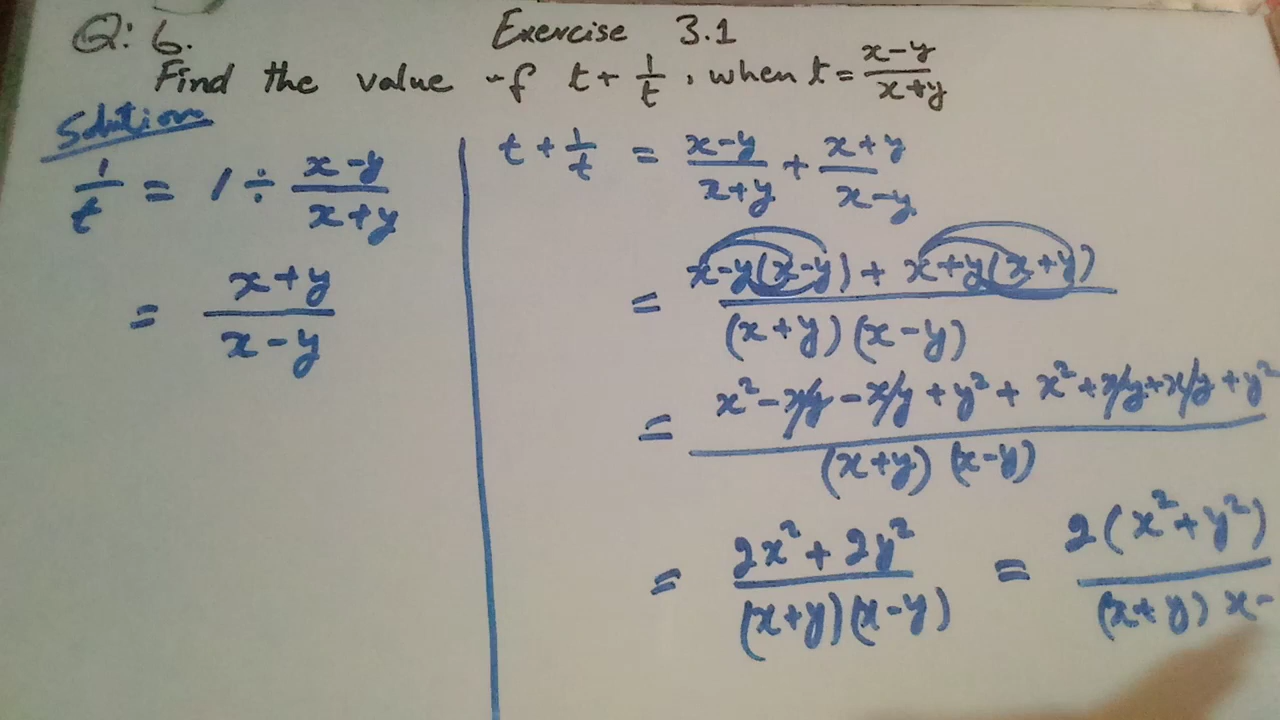 Q: 6. Exercise 3.1
Find the value of t + 1/t, when t = x-y/x+y
Solution
1/t = 1 ÷ x-y/x+y
= x+y/x-y
t + 1/t = x-y/x+y + x+y/x-y
= x-y(x-y) + x+y(x+y)/(x+y)(x-y)
= x² - xy - xy + y² + x² + xy + xy + y²/(x+y)(x-y)
= 2x² + 2y²/(x+y)(x-y) = 2(x² + y²)/(x+y) x-